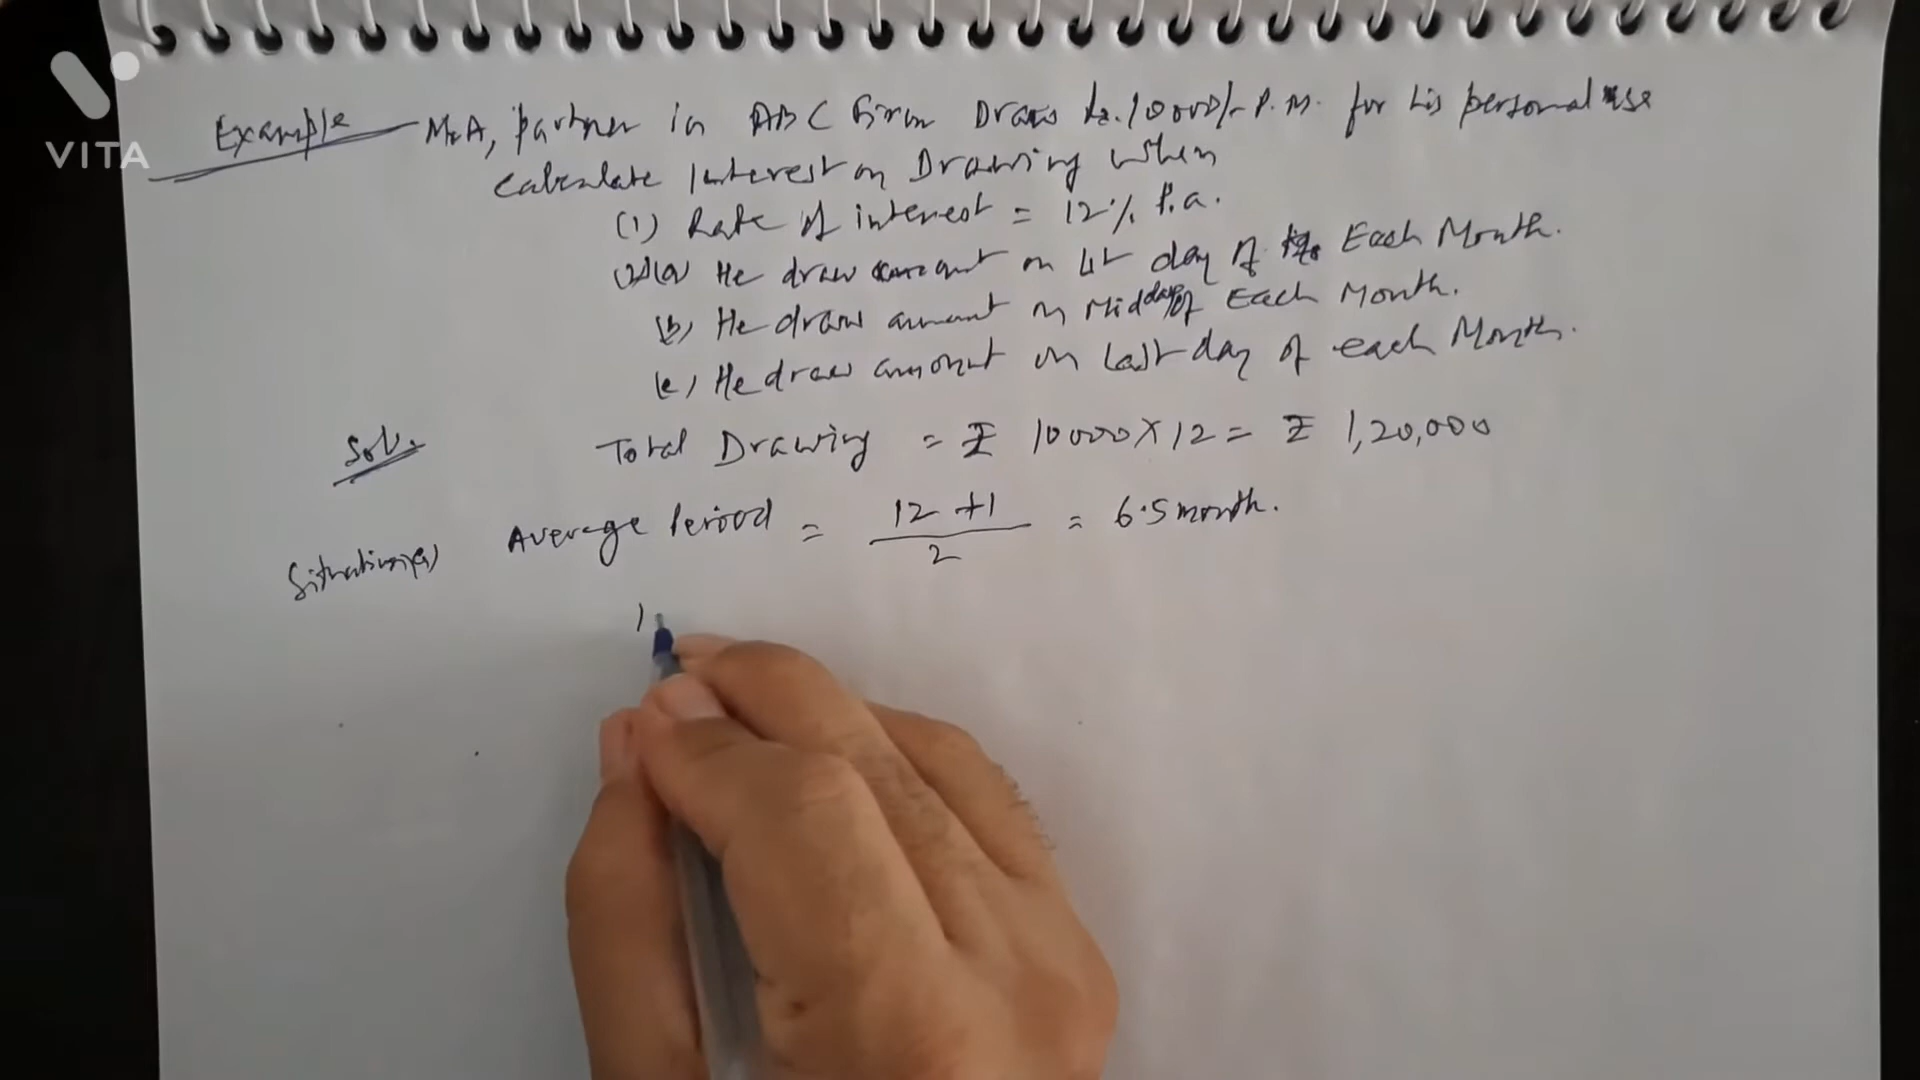 VITA
Example Mr A, partner in ABC Firm Draws Rs. 10000/- P.M. for his personal use
calculate Interest on Drawing when
(1) Rate of interest = 12% P.a.
(a) He draw amount on 1st day of Each Month.
(b) He draw amount on Mid day of Each Month.
(c) He draw amount on last day of each Month.
Sol. Total Drawing = ₹ 10000 X 12 = ₹ 1,20,000
Situation(a) Average Period = 12 +1 / 2 = 6.5 month.